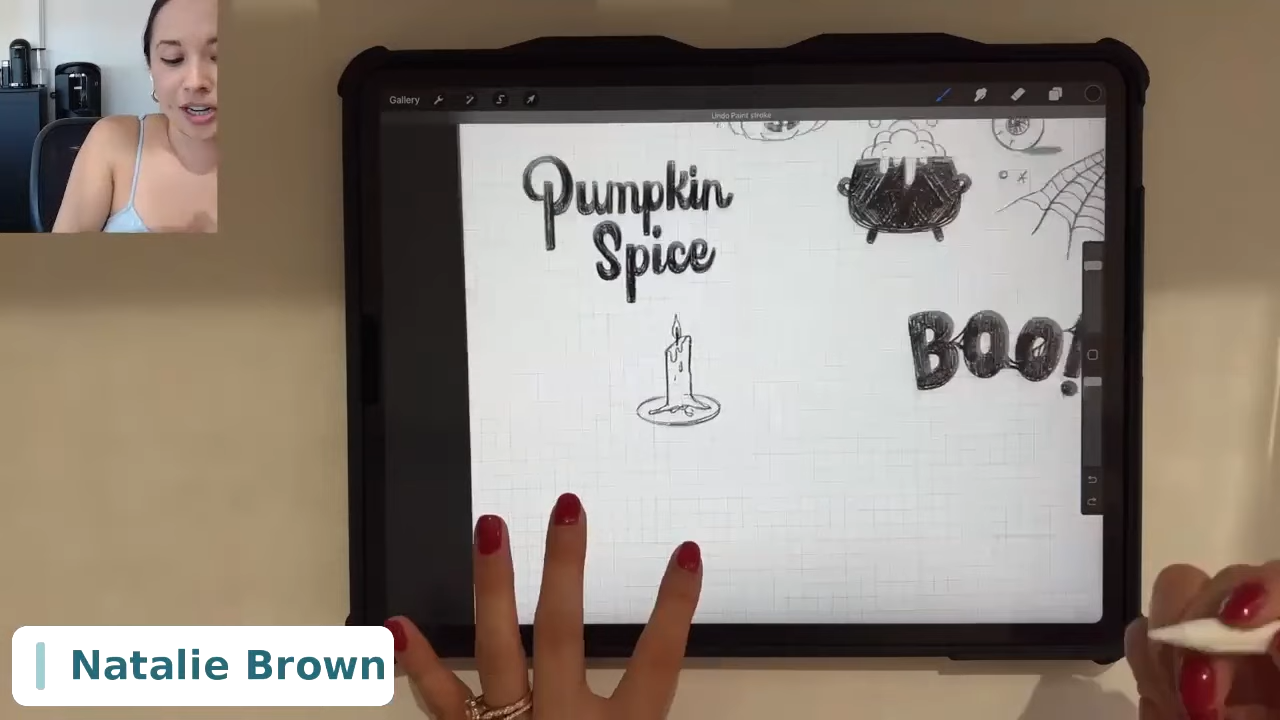 Gallery
Undo Paint stroke
Pumpkin
Spice
BOO!
Natalie Brown